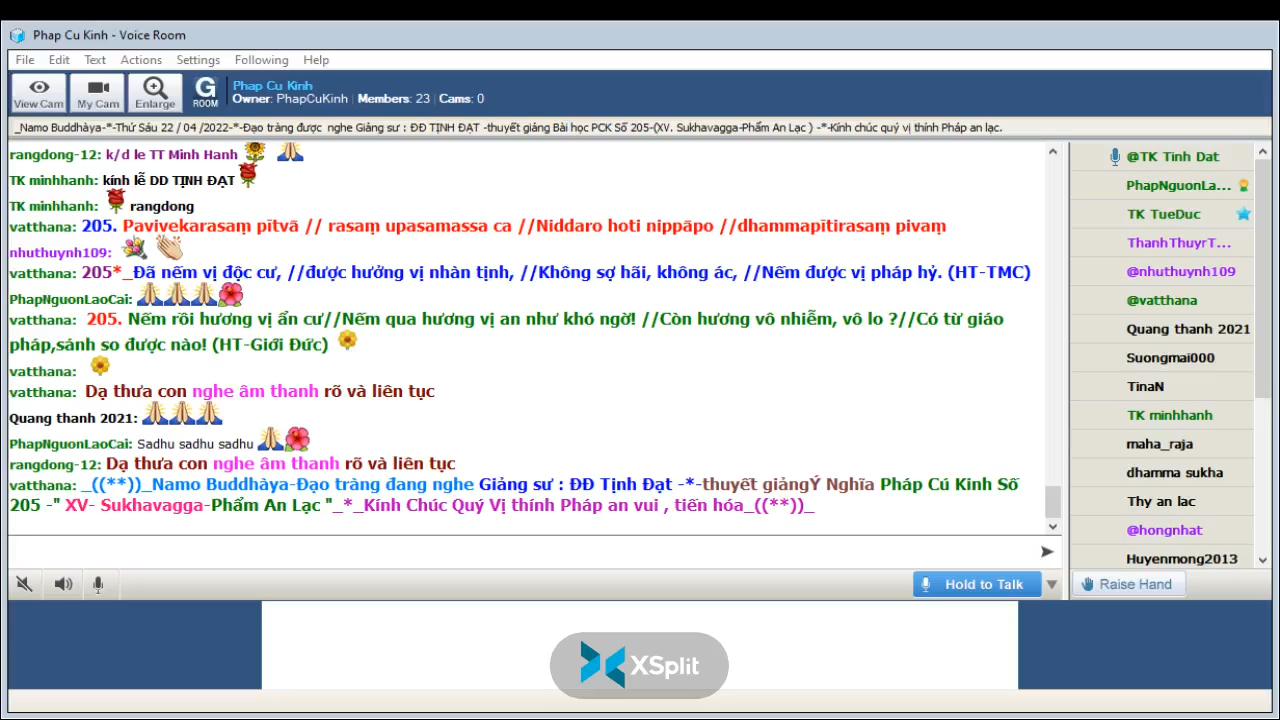 Phap Cu Kinh - Voice Room
File Edit Text Actions Settings Following Help
View Cam My Cam Enlarge G ROOM
Phap Cu Kinh
Owner: PhapCuKinh | Members: 23 | Cams: 0
_Namo Buddhàya-*-Thứ Sáu 22 / 04 /2022-*-Đạo tràng được nghe Giảng sư : ĐĐ TỊNH ĐẠT -thuyết giảng Bài học PCK Số 205-(XV. Sukhavagga-Phẩm An Lạc ) -*-Kính chúc quý vị thính Pháp an lạc.
rangdong-12: k/d le TT Minh Hanh
TK minhhanh: kính lễ DD TỊNH ĐẠT
TK minhhanh: rangdong
vatthana: 205. Pavivekarasaṃ pītvā // rasaṃ upasamassa ca //Niddaro hoti nippāpo //dhammapītirasaṃ pivaṃ
nhuthuynh109:
vatthana: 205*_Đã nếm vị độc cư, //được hưởng vị nhàn tịnh, //Không sợ hãi, không ác, //Nếm được vị pháp hỷ. (HT-TMC)
PhapNguonLaoCai:
vatthana: 205. Nếm rồi hương vị ẩn cư//Nếm qua hương vị an như khó ngờ! //Còn hương vô nhiễm, vô lo ?//Có từ giáo
pháp,sánh so được nào! (HT-Giới Đức)
vatthana:
vatthana: Dạ thưa con nghe âm thanh rõ và liên tục
Quang thanh 2021:
PhapNguonLaoCai: Sadhu sadhu sadhu
rangdong-12: Dạ thưa con nghe âm thanh rõ và liên tục
vatthana: _((**))_Namo Buddhàya-Đạo tràng đang nghe Giảng sư : ĐĐ Tịnh Đạt -*-thuyết giảngÝ Nghĩa Pháp Cú Kinh Số
205 -" XV- Sukhavagga-Phẩm An Lạc "_*_Kính Chúc Quý Vị thính Pháp an vui , tiến hóa_((**))_
@TK Tinh Dat
PhapNguonLa...
TK TueDuc
ThanhThuyrT...
@nhuthuynh109
@vatthana
Quang thanh 2021
Suongmai000
TinaN
TK minhhanh
maha_raja
dhamma sukha
Thy an lac
@hongnhat
Huyenmong2013
Hold to Talk
Raise Hand
XSplit